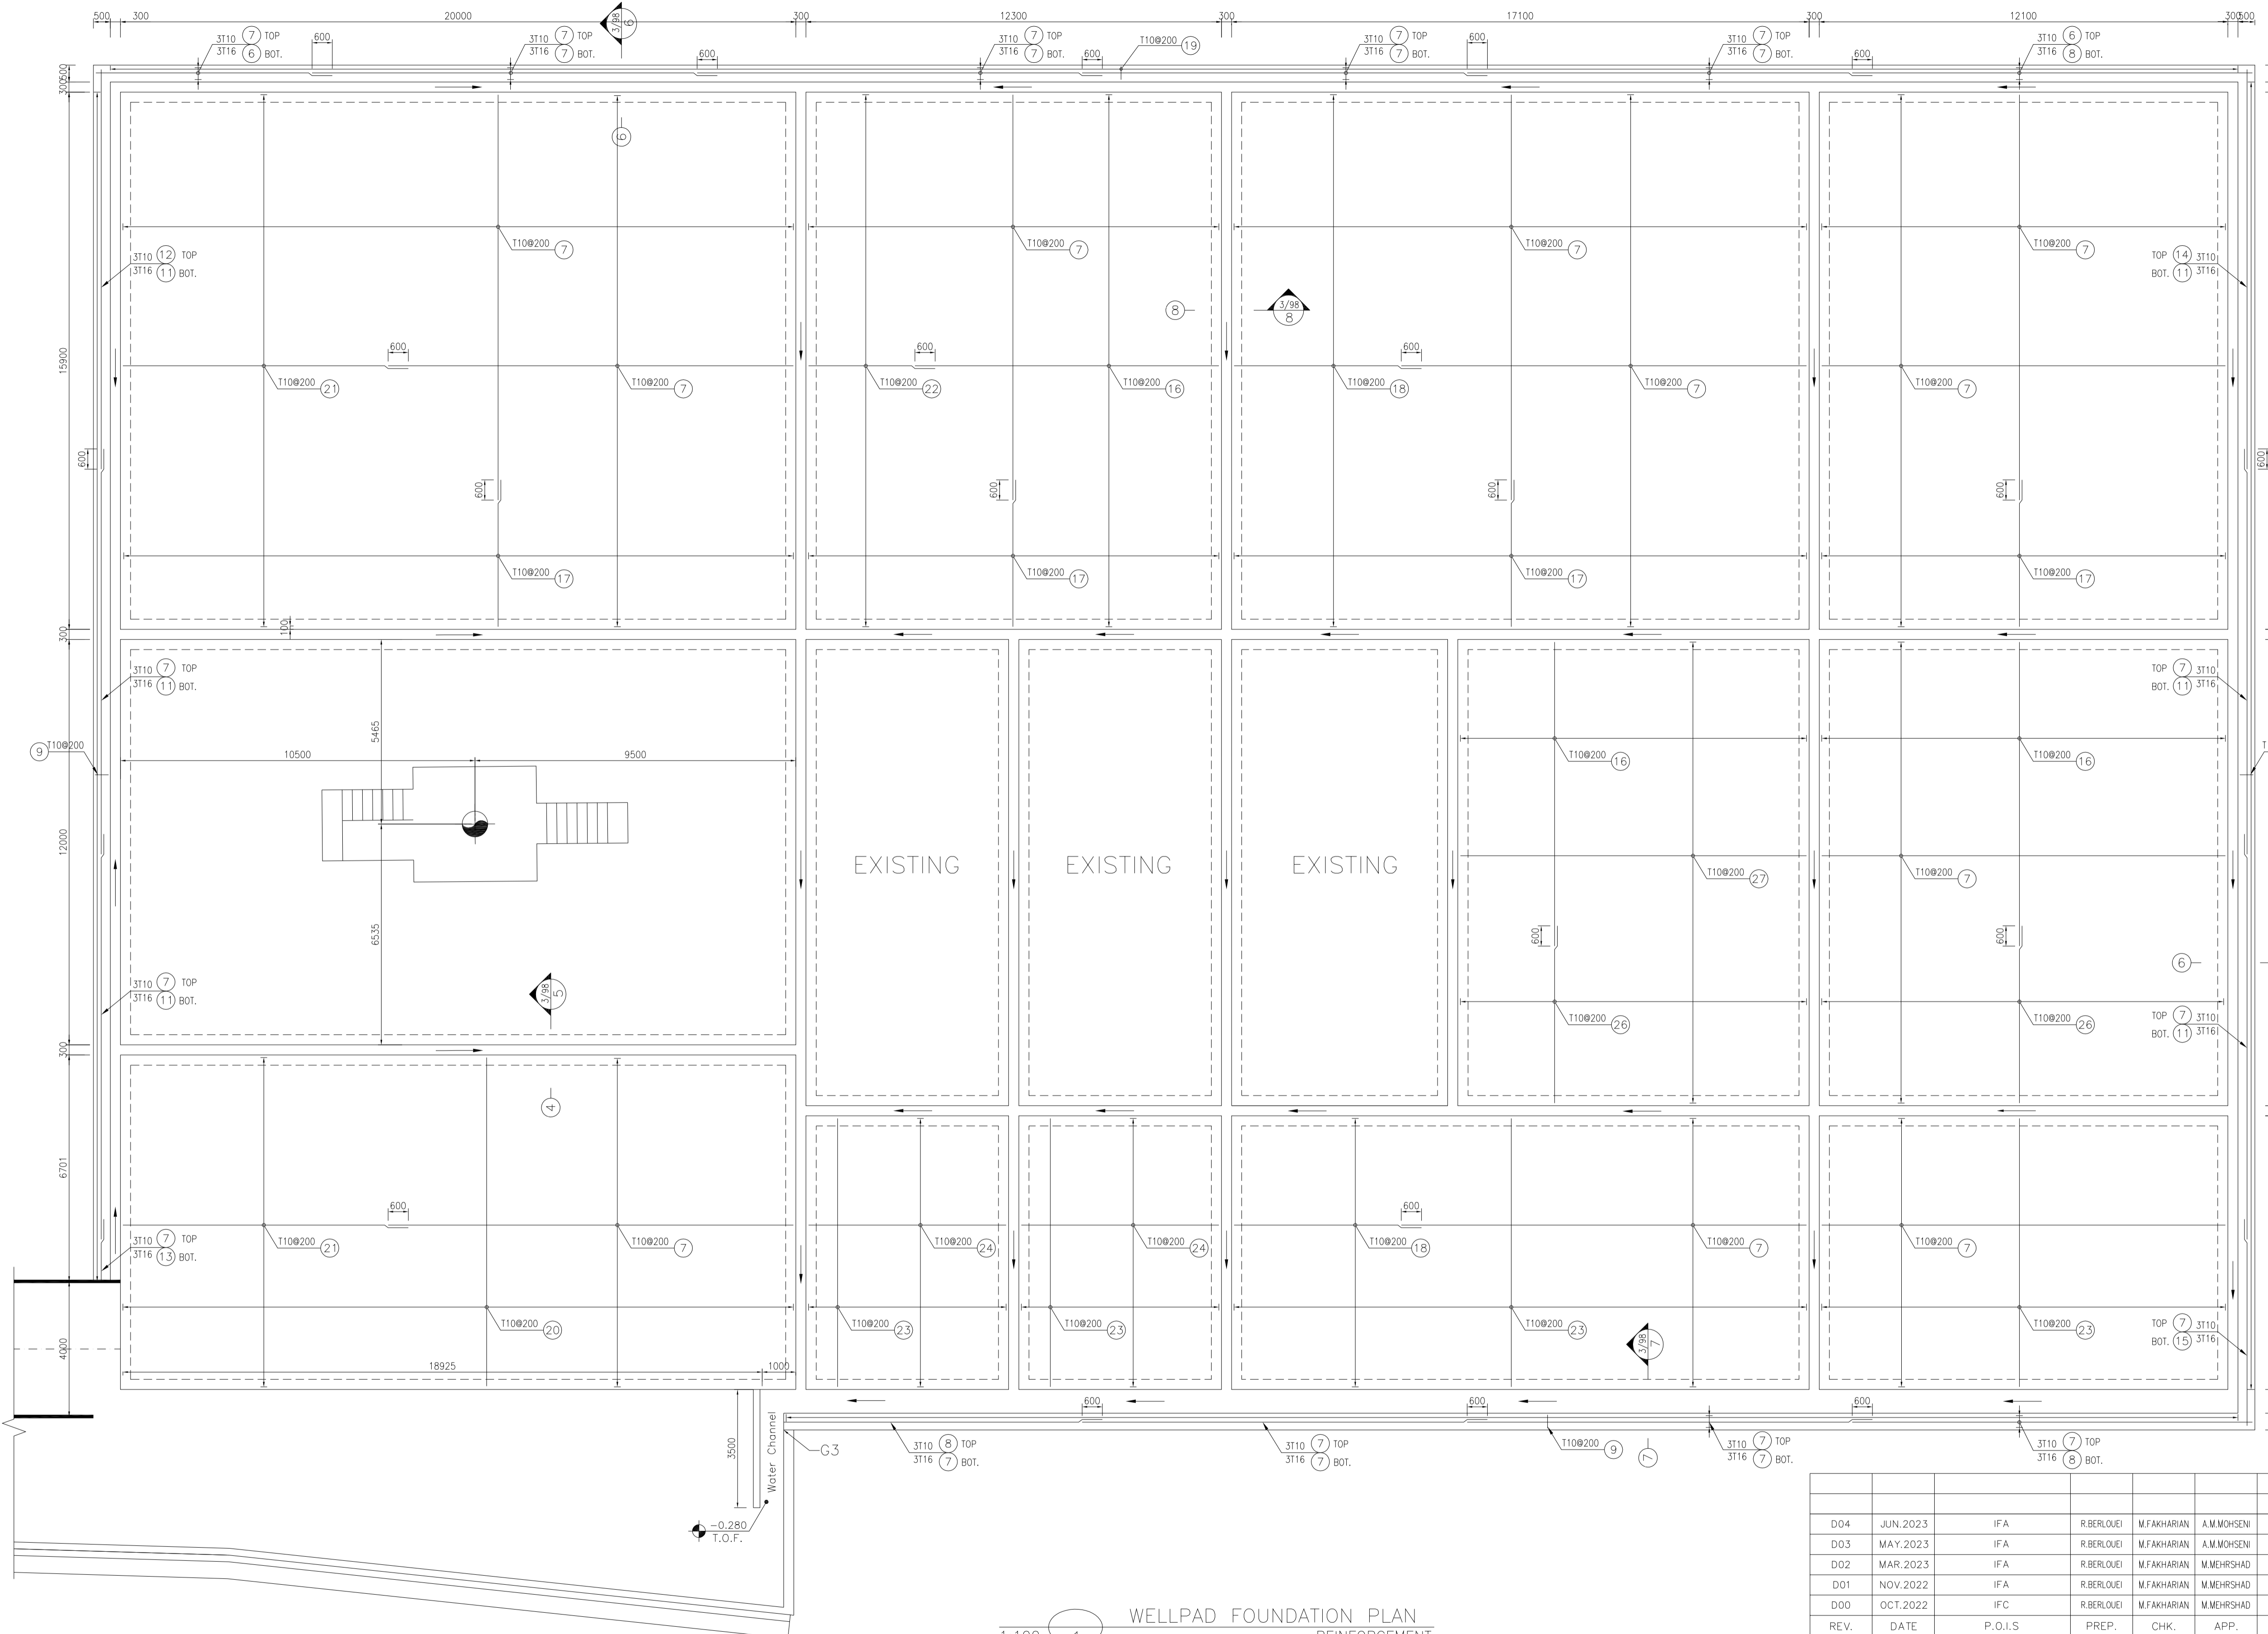 500 300 20000 300 12300 300 17100 300 12100 300 500
3/98
6
3T10 7 TOP
3T16 6 BOT.
600
3T10 7 TOP
3T16 7 BOT.
600
3T10 7 TOP
3T16 7 BOT.
600
T10@200 19
3T10 7 TOP
3T16 7 BOT.
600
3T10 7 TOP
3T16 7 BOT.
600
3T10 6 TOP
3T16 8 BOT.
500
300
6
T10@200 7
T10@200 7
T10@200 7
T10@200 7
3T10 12 TOP
3T16 11 BOT.
TOP 14 3T10
BOT. 11 3T16
8
3/98
8
15900
600
600
600
T10@200 21
T10@200 7
T10@200 22
T10@200 16
T10@200 18
T10@200 7
T10@200 7
600
600
600
600
600
600
T10@200 17
T10@200 17
T10@200 17
T10@200 17
300
100
3T10 7 TOP
3T16 11 BOT.
TOP 7 3T10
BOT. 11 3T16
5465
9 T10@200
10500
9500
T10@200 16
T10@200 16
12000
EXISTING
EXISTING
EXISTING
T10@200 27
T10@200 7
6535
600
600
6
3T10 7 TOP
3T16 11 BOT.
3/98
5
T10@200 26
T10@200 26
TOP 7 3T10
BOT. 11 3T16
300
4
6701
600
600
3T10 7 TOP
3T16 13 BOT.
T10@200 21
T10@200 7
T10@200 24
T10@200 24
T10@200 18
T10@200 7
T10@200 7
4000
T10@200 20
T10@200 23
T10@200 23
T10@200 23
3/98
7
T10@200 23
TOP 7 3T10
BOT. 15 3T16
18925
1000
600
600
600
3500
Water Channel
G3
3T10 8 TOP
3T16 7 BOT.
3T10 7 TOP
3T16 7 BOT.
T10@200 9
7
3T10 7 TOP
3T16 7 BOT.
3T10 7 TOP
3T16 8 BOT.
-0.280
T.O.F.
D04 JUN.2023 IFA R.BERLOUEI M.FAKHARIAN A.M.MOHSENI
D03 MAY.2023 IFA R.BERLOUEI M.FAKHARIAN A.M.MOHSENI
D02 MAR.2023 IFA R.BERLOUEI M.FAKHARIAN M.MEHRSHAD
D01 NOV.2022 IFA R.BERLOUEI M.FAKHARIAN M.MEHRSHAD
D00 OCT.2022 IFC R.BERLOUEI M.FAKHARIAN M.MEHRSHAD
REV. DATE P.O.I.S PREP. CHK. APP.
WELLPAD FOUNDATION PLAN
REINFORCEMENT